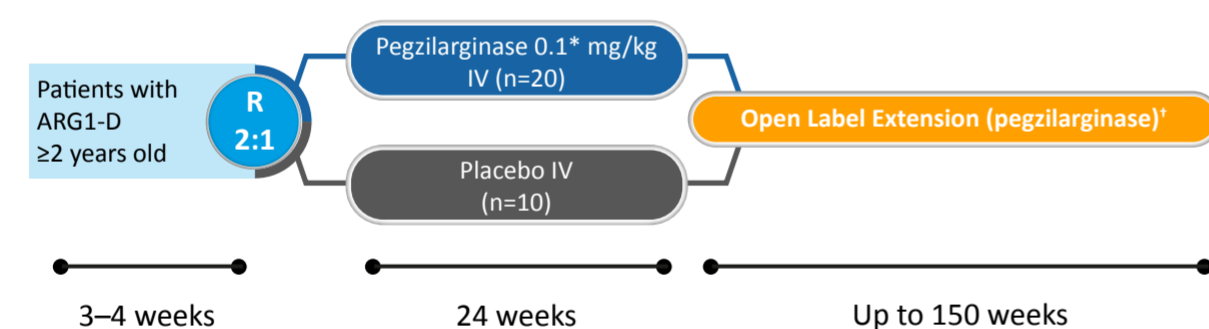 Patients with
ARG1-D
≥2 years old
R
2:1
Pegzilarginase 0.1* mg/kg
IV (n=20)
Placebo IV
(n=10)
Open Label Extension (pegzilarginase)†
3–4 weeks
24 weeks
Up to 150 weeks